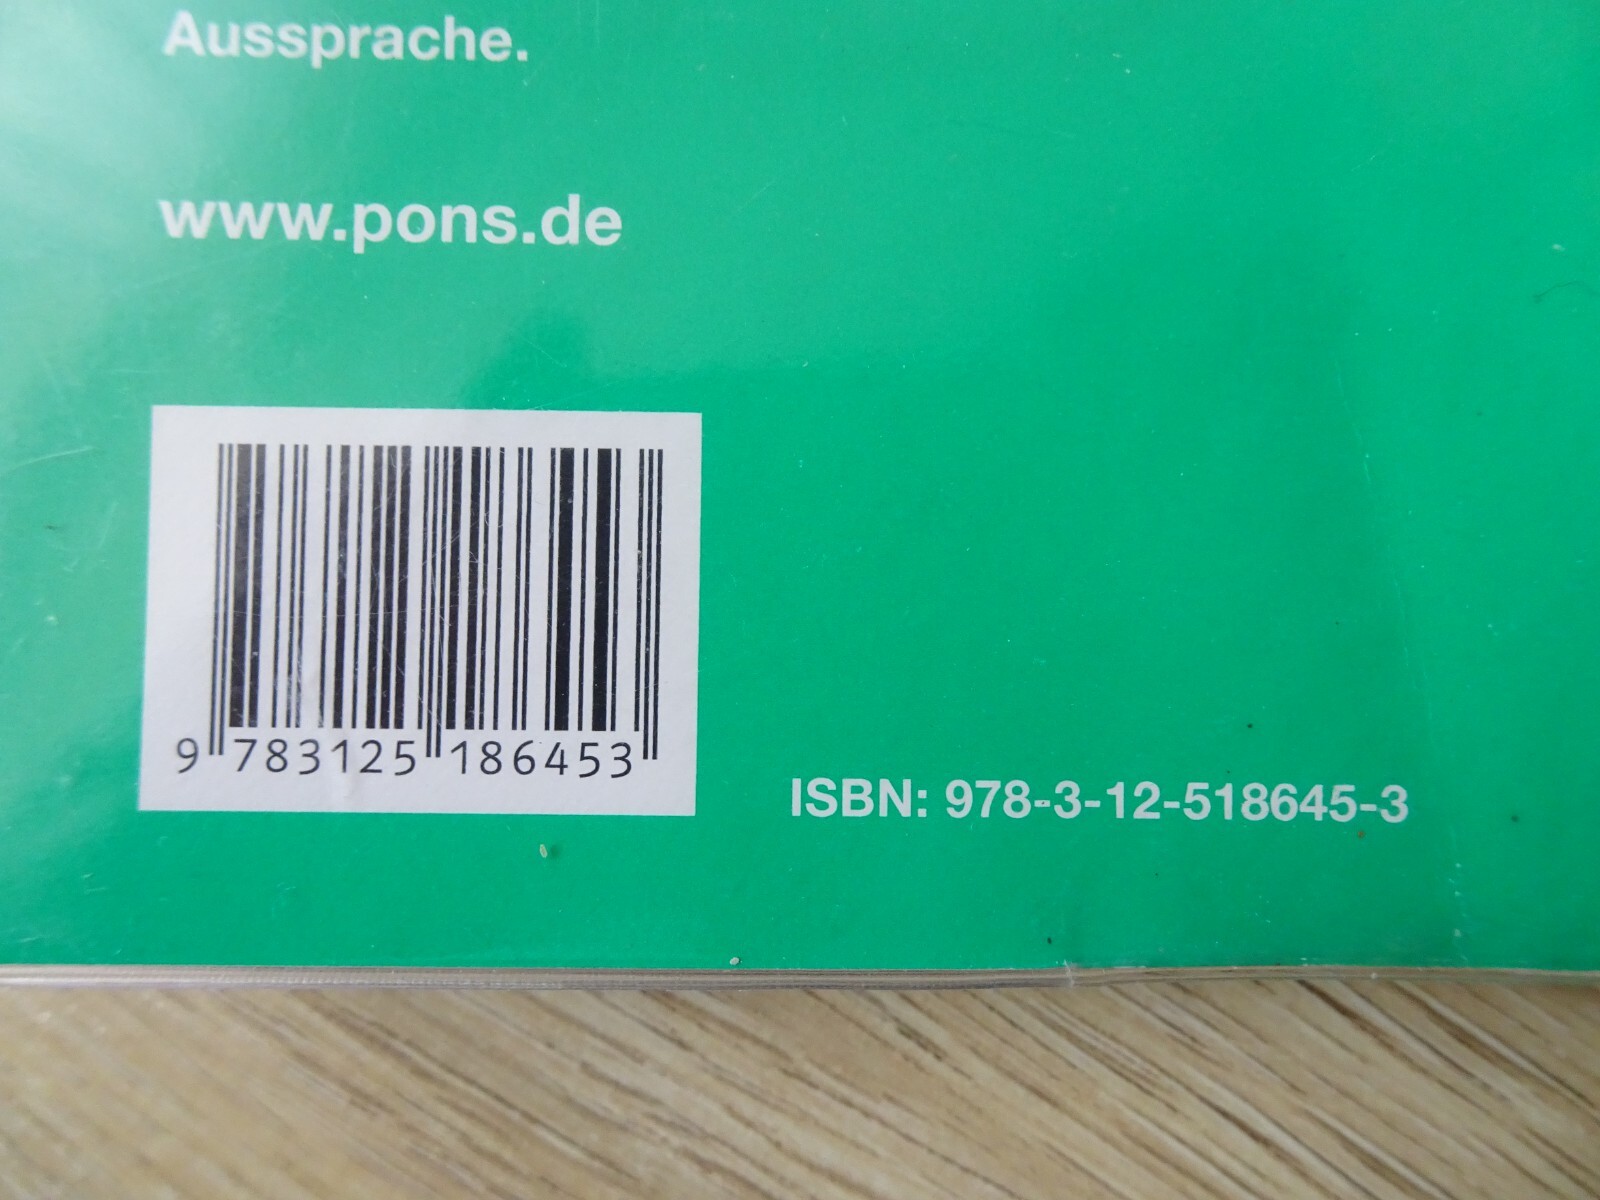 Aussprache.
www.pons.de
9 783125 186453
ISBN: 978-3-12-518645-3